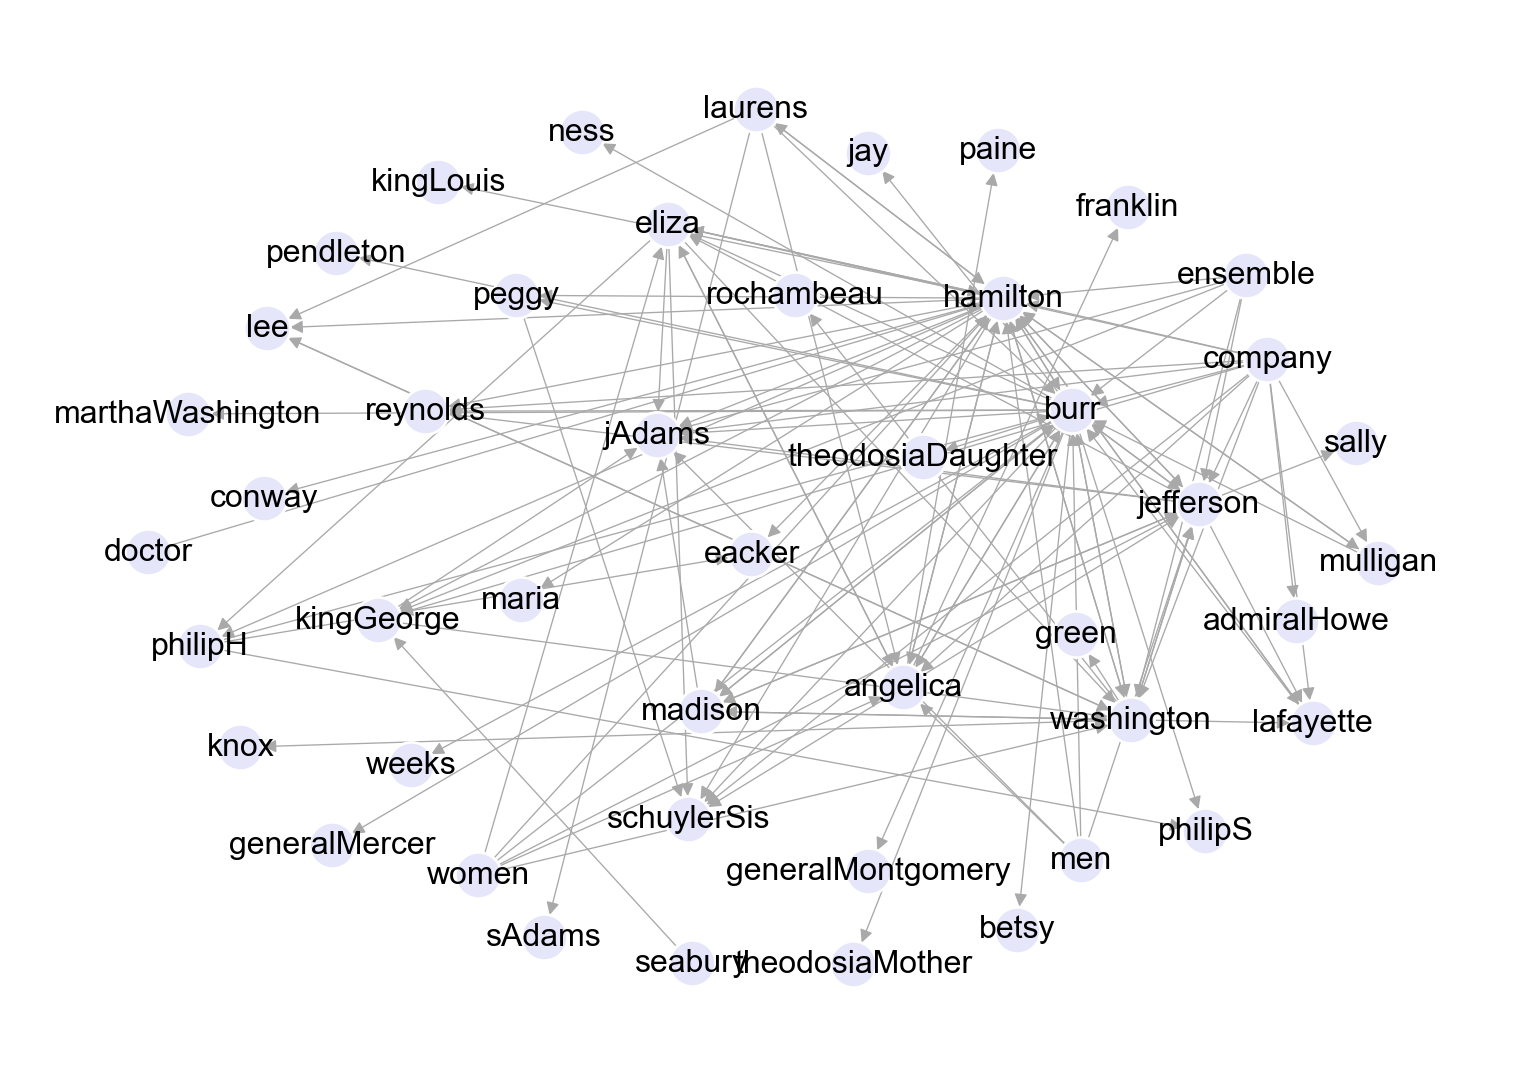 laurens
ness
jay
paine
kingLouis
franklin
eliza
pendleton
ensemble
peggy
rochambeau
hamilton
lee
company
marthaWashington
reynolds
burr
jAdams
sally
theodosiaDaughter
conway
jefferson
doctor
eacker
mulligan
maria
kingGeorge
admiralHowe
philipH
green
angelica
madison
washington
lafayette
knox
weeks
schuylerSis
philipS
generalMercer
women
generalMontgomery
men
sAdams
betsy
seabury
theodosiaMother